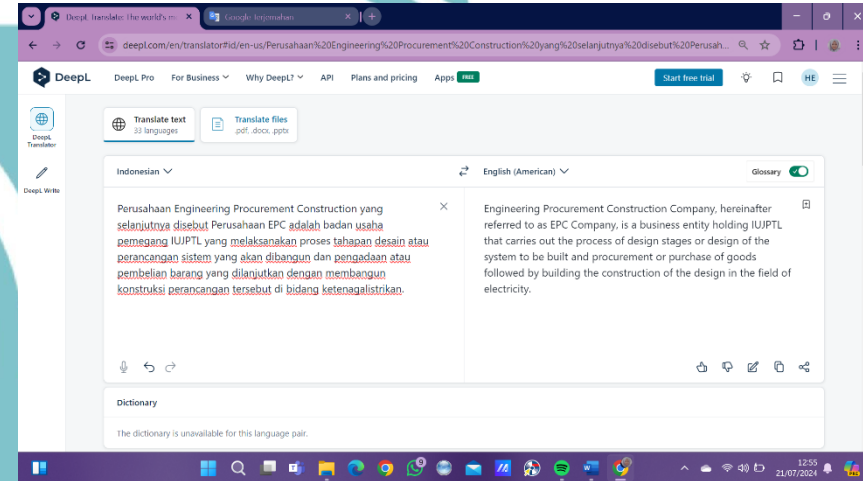 DeepL Translate: The world's m
Google Terjemahan
deepl.com/en/translator#id/en-us/Perusahaan%20Engineering%20Procurement%20Construction%20yang%20selanjutnya%20disebut%20Perusah...
DeepL
DeepL Pro
For Business
Why DeepL?
API
Plans and pricing
Apps FREE
Start free trial
HE
DeepL
Translator
DeepL Write
Translate text
33 languages
Translate files
.pdf, .docx, .pptx
Indonesian
English (American)
Glossary
Perusahaan Engineering Procurement Construction yang
selanjutnya disebut Perusahaan EPC adalah badan usaha
pemegang IUJPTL yang melaksanakan proses tahapan desain atau
perancangan sistem yang akan dibangun dan pengadaan atau
pembelian barang yang dilanjutkan dengan membangun
konstruksi perancangan tersebut di bidang ketenagalistrikan.
Engineering Procurement Construction Company, hereinafter
referred to as EPC Company, is a business entity holding IUJPTL
that carries out the process of design stages or design of the
system to be built and procurement or purchase of goods
followed by building the construction of the design in the field of
electricity.
Dictionary
The dictionary is unavailable for this language pair.
12:55
21/07/2024